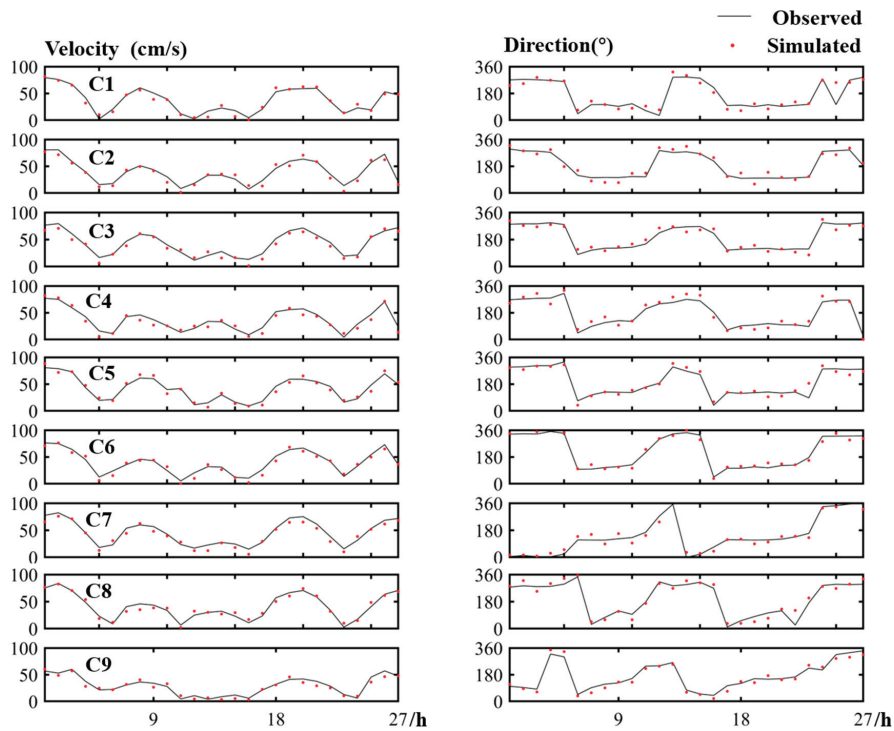 Observed
Velocity (cm/s) Direction(°) Simulated
100 50 0 C1 360 180 0
100 50 0 C2 360 180 0
100 50 0 C3 360 180 0
100 50 0 C4 360 180 0
100 50 0 C5 360 180 0
100 50 0 C6 360 180 0
100 50 0 C7 360 180 0
100 50 0 C8 360 180 0
100 50 0 C9 360 180 0
9 18 27/h 9 18 27/h